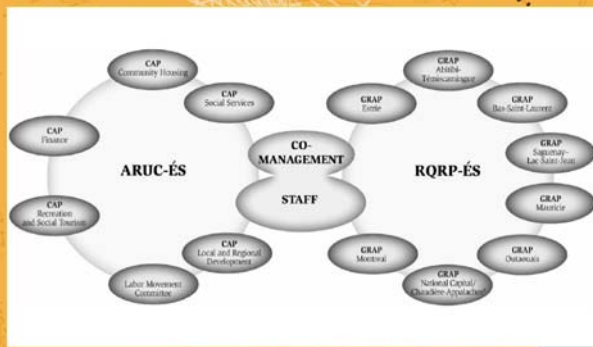 CAP
Community Housing
CAP
Social Services
CAP
Finance
CAP
Recreation
and Social Tourism
ARUC-ÉS
CAP
Local and Regional
Development
Labor Movement
Committee
CO-
MANAGEMENT
STAFF
GRAP
Abitibi-
Témiscamingue
GRAP
Estrie
GRAP
Bas-Saint-Laurent
GRAP
Saguenay–
Lac-Saint-Jean
RQRP-ÉS
GRAP
Mauricie
GRAP
Montreal
GRAP
Outaouais
GRAP
National Capital/
Chaudière-Appalaches